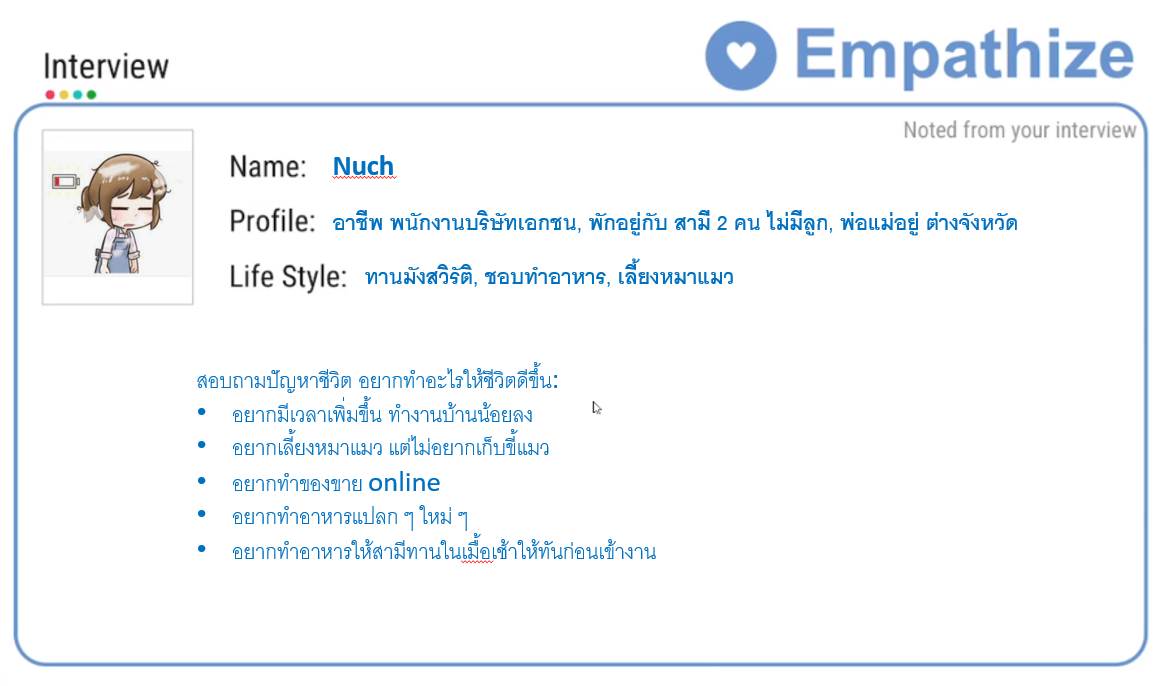 Interview
Empathize
Noted from your interview
Name: Nuch
Profile: อาชีพ พนักงานบริษัทเอกชน, พักอยู่กับ สามี 2 คน ไม่มีลูก, พ่อแม่อยู่ ต่างจังหวัด
Life Style: ทานมังสวิรัติ, ชอบทำอาหาร, เลี้ยงหมาแมว
สอบถามปัญหาชีวิต อยากทำอะไรให้ชีวิตดีขึ้น:
• อยากมีเวลาเพิ่มขึ้น ทำงานบ้านน้อยลง
• อยากเลี้ยงหมาแมว แต่ไม่อยากเก็บขี้แมว
• อยากทำของขาย online
• อยากทำอาหารแปลก ๆ ใหม่ ๆ
• อยากทำอาหารให้สามีทานในเมื้อเช้าให้ทันก่อนเข้างาน